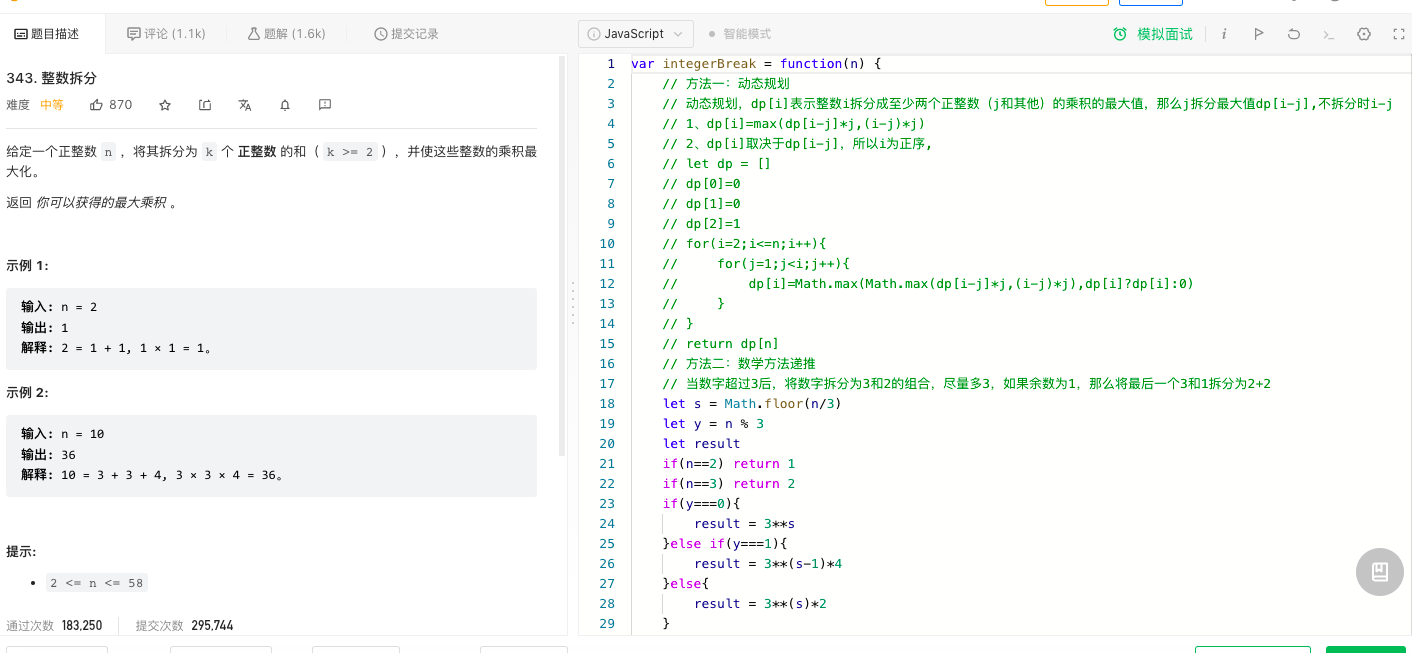 题目描述
评论 (1.1k)
题解 (1.6k)
提交记录
343. 整数拆分
难度 中等 870
给定一个正整数 n ，将其拆分为 k 个 正整数 的和（ k >= 2 ），并使这些整数的乘积最
大化。
返回 你可以获得的最大乘积 。
示例 1:
输入: n = 2
输出: 1
解释: 2 = 1 + 1, 1 × 1 = 1。
示例 2:
输入: n = 10
输出: 36
解释: 10 = 3 + 3 + 4, 3 × 3 × 4 = 36。
提示:
• 2 <= n <= 58
通过次数 183,250 提交次数 295,744
JavaScript
智能模式
模拟面试
1 var integerBreak = function(n) {
2 // 方法一：动态规划
3 // 动态规划，dp[i]表示整数i拆分成至少两个正整数（j和其他）的乘积的最大值，那么j拆分最大值dp[i-j],不拆分时i-j
4 // 1、dp[i]=max(dp[i-j]*j,(i-j)*j)
5 // 2、dp[i]取决于dp[i-j]，所以i为正序,
6 // let dp = []
7 // dp[0]=0
8 // dp[1]=0
9 // dp[2]=1
10 // for(i=2;i<=n;i++){
11 //     for(j=1;j<i;j++){
12 //         dp[i]=Math.max(Math.max(dp[i-j]*j,(i-j)*j),dp[i]?dp[i]:0)
13 //     }
14 // }
15 // return dp[n]
16 // 方法二：数学方法递推
17 // 当数字超过3后，将数字拆分为3和2的组合，尽量多3，如果余数为1，那么将最后一个3和1拆分为2+2
18 let s = Math.floor(n/3)
19 let y = n % 3
20 let result
21 if(n==2) return 1
22 if(n==3) return 2
23 if(y===0){
24     result = 3**s
25 }else if(y===1){
26     result = 3**(s-1)*4
27 }else{
28     result = 3**(s)*2
29 }